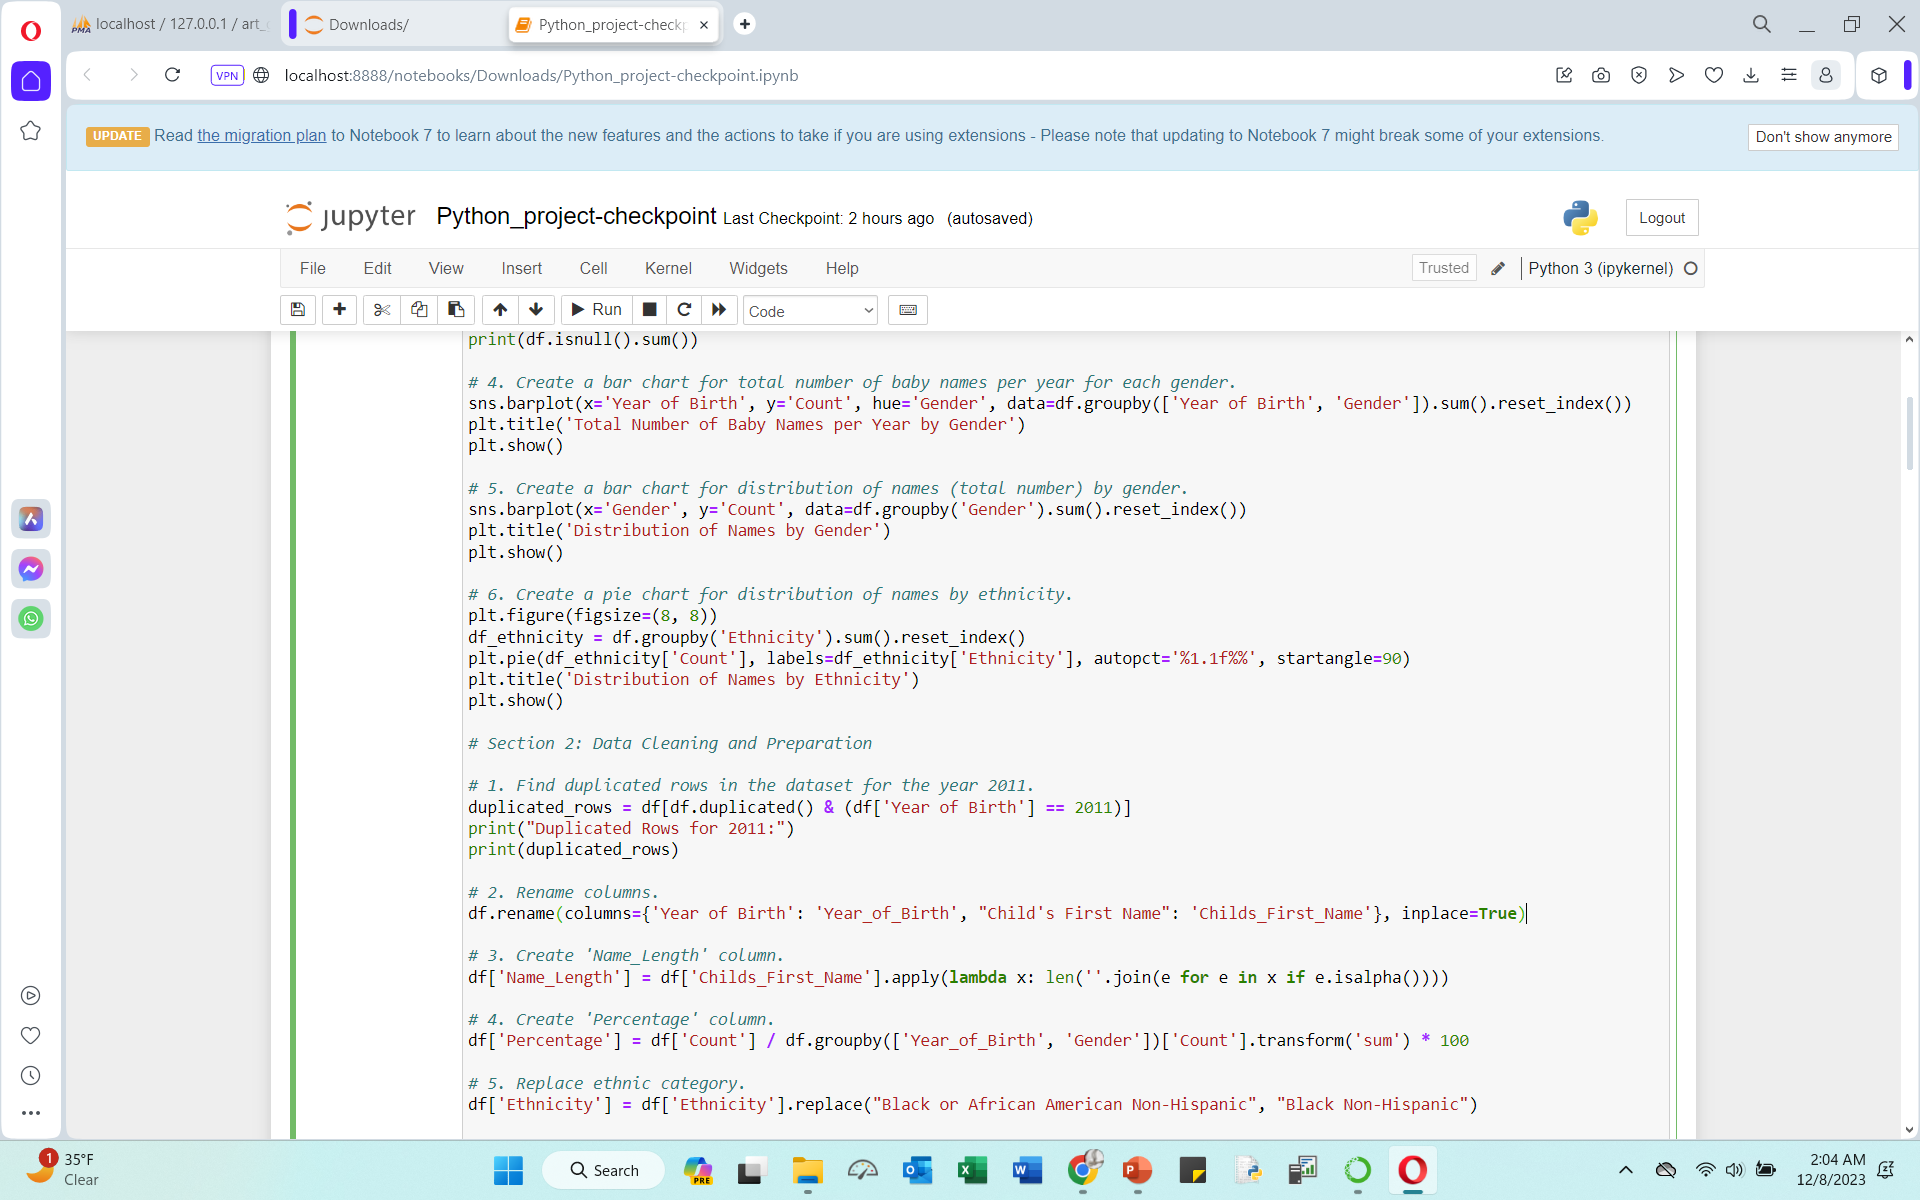 localhost / 127.0.0.1 / art_
Downloads/
Python_project-check
VPN
localhost:8888/notebooks/Downloads/Python_project-checkpoint.ipynb
UPDATE Read the migration plan to Notebook 7 to learn about the new features and the actions to take if you are using extensions - Please note that updating to Notebook 7 might break some of your extensions.
Don't show anymore
jupyter Python_project-checkpoint Last Checkpoint: 2 hours ago (autosaved)
Logout
File Edit View Insert Cell Kernel Widgets Help
Trusted
Python 3 (ipykernel)
Run
Code
print(df.isnull().sum())
# 4. Create a bar chart for total number of baby names per year for each gender.
sns.barplot(x='Year of Birth', y='Count', hue='Gender', data=df.groupby(['Year of Birth', 'Gender']).sum().reset_index())
plt.title('Total Number of Baby Names per Year by Gender')
plt.show()
# 5. Create a bar chart for distribution of names (total number) by gender.
sns.barplot(x='Gender', y='Count', data=df.groupby('Gender').sum().reset_index())
plt.title('Distribution of Names by Gender')
plt.show()
# 6. Create a pie chart for distribution of names by ethnicity.
plt.figure(figsize=(8, 8))
df_ethnicity = df.groupby('Ethnicity').sum().reset_index()
plt.pie(df_ethnicity['Count'], labels=df_ethnicity['Ethnicity'], autopct='%1.1f%%', startangle=90)
plt.title('Distribution of Names by Ethnicity')
plt.show()
# Section 2: Data Cleaning and Preparation
# 1. Find duplicated rows in the dataset for the year 2011.
duplicated_rows = df[df.duplicated() & (df['Year of Birth'] == 2011)]
print("Duplicated Rows for 2011:")
print(duplicated_rows)
# 2. Rename columns.
df.rename(columns={'Year of Birth': 'Year_of_Birth', "Child's First Name": 'Childs_First_Name'}, inplace=True)
# 3. Create 'Name_Length' column.
df['Name_Length'] = df['Childs_First_Name'].apply(lambda x: len(''.join(e for e in x if e.isalpha())))
# 4. Create 'Percentage' column.
df['Percentage'] = df['Count'] / df.groupby(['Year_of_Birth', 'Gender'])['Count'].transform('sum') * 100
# 5. Replace ethnic category.
df['Ethnicity'] = df['Ethnicity'].replace("Black or African American Non-Hispanic", "Black Non-Hispanic")
1
35°F
Clear
Search
PRE
2:04 AM
12/8/2023